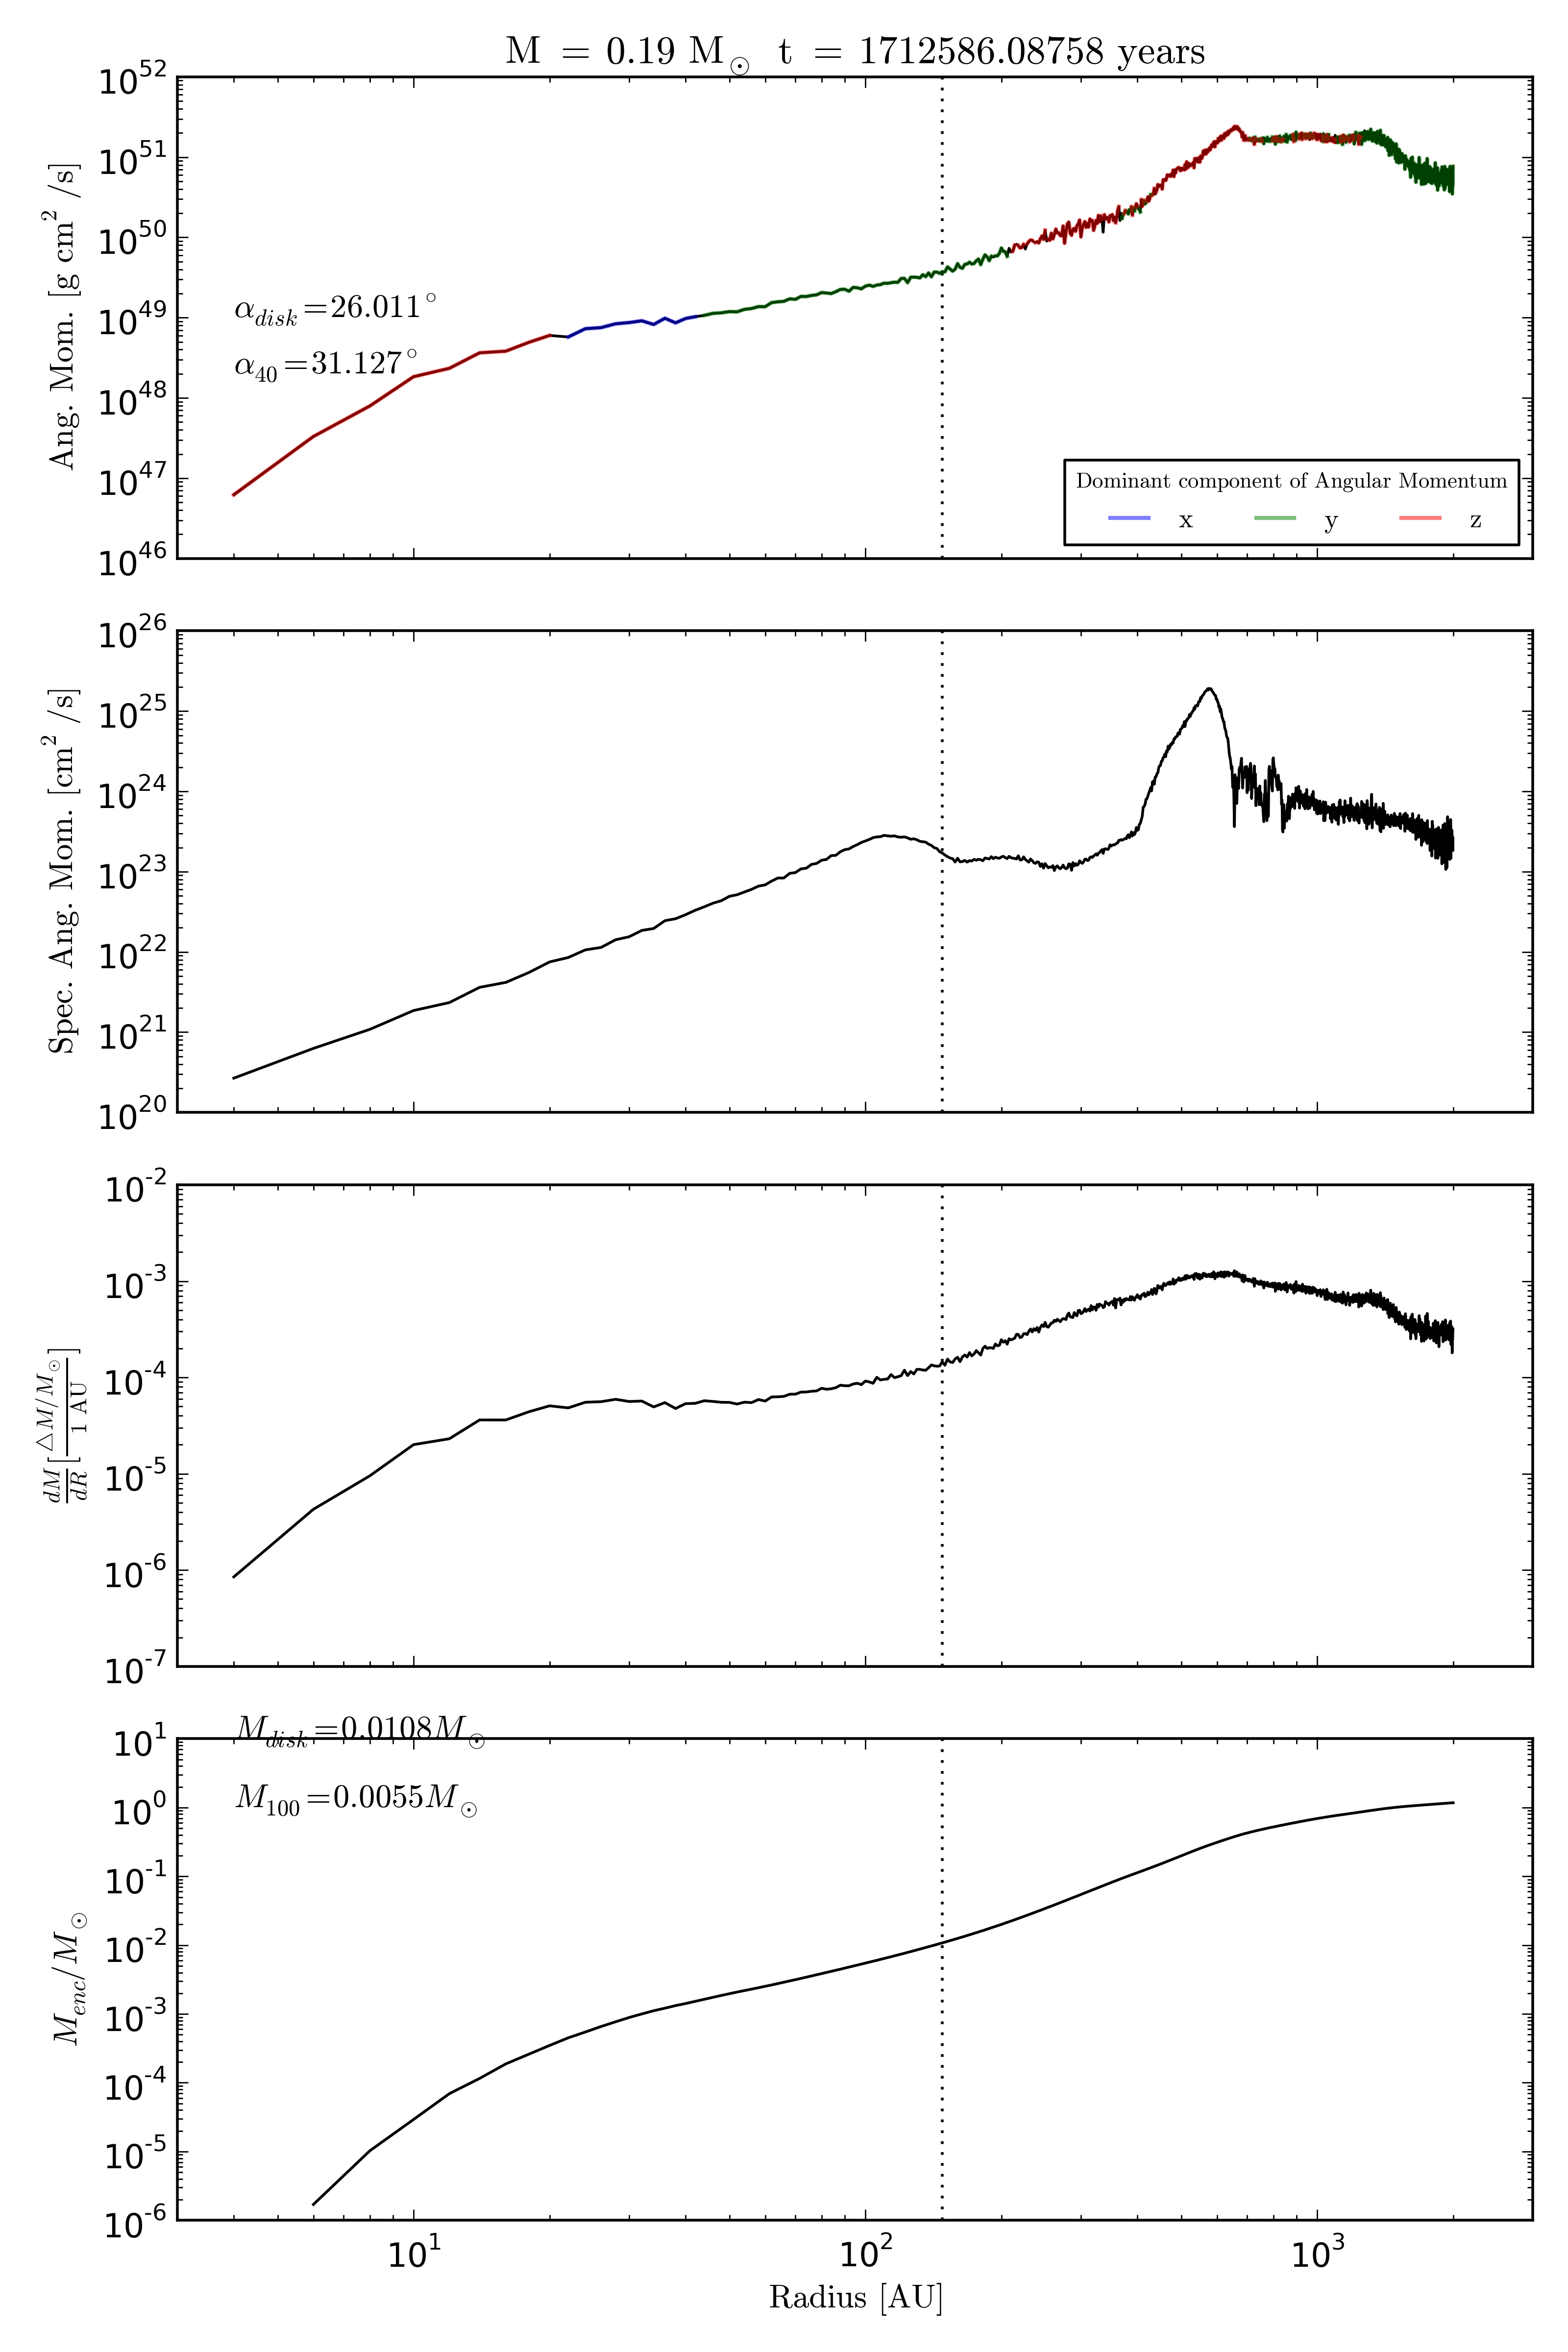 M = 0.19 M⊙ t = 1712586.08758 years
10^52
10^51
10^50
10^49
10^48
10^47
10^46
Ang. Mom. [g cm^2 /s]
α_disk=26.011°
α_40=31.127°
Dominant component of Angular Momentum
x y z
10^26
10^25
10^24
10^23
10^22
10^21
10^20
Spec. Ang. Mom. [cm^2 /s]
10^-2
10^-3
10^-4
10^-5
10^-6
10^-7
dM/dR [△M/M⊙ / 1 AU]
M_disk=0.0108M⊙
M_100=0.0055M⊙
10^1
10^0
10^-1
10^-2
10^-3
10^-4
10^-5
10^-6
M_enc/M⊙
10^1 10^2 10^3
Radius [AU]